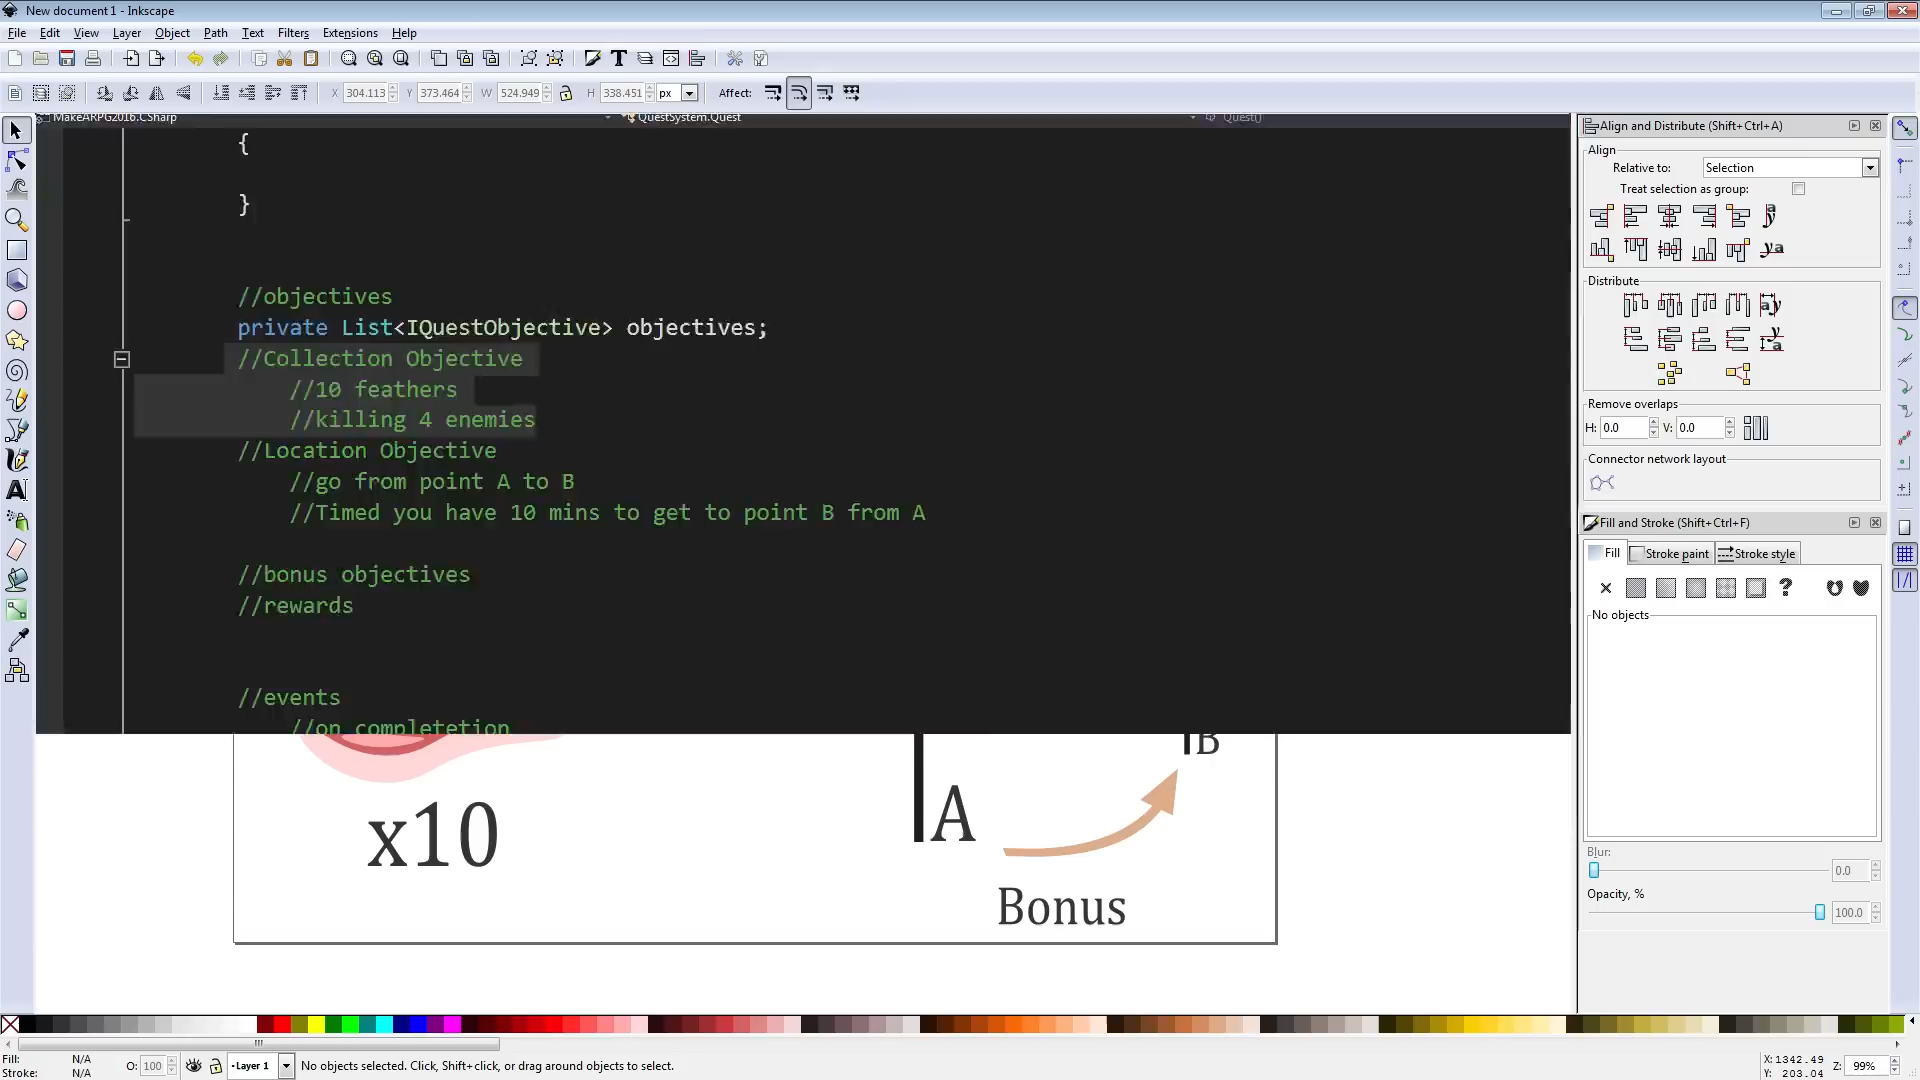 New document 1 - Inkscape
File Edit View Layer Object Path Text Filters Extensions Help
X 304.113 Y 373.464 W 524.949 H 338.451 px Affect:
MakeARPG2016.CSharp QuestSystem.Quest Quest()
{
}
//objectives
private List<IQuestObjective> objectives;
//Collection Objective
//10 feathers
//killing 4 enemies
//Location Objective
//go from point A to B
//Timed you have 10 mins to get to point B from A
//bonus objectives
//rewards
//events
//on completetion
B
A
x10
Bonus
Align and Distribute (Shift+Ctrl+A)
Align
Relative to: Selection
Treat selection as group:
Distribute
Remove overlaps
H: 0.0 V: 0.0
Connector network layout
Fill and Stroke (Shift+Ctrl+F)
Fill Stroke paint Stroke style
No objects
Blur:
0.0
Opacity, %
100.0
Fill: N/A
Stroke: N/A
O: 100
Layer 1
No objects selected. Click, Shift+click, or drag around objects to select.
X: 1342.49
Y: 203.04
Z: 99%